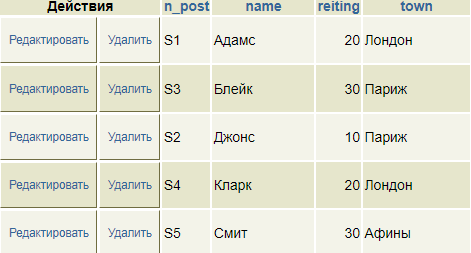 Действия n_post name reiting town
Редактировать Удалить S1 Адамс 20 Лондон
Редактировать Удалить S3 Блейк 30 Париж
Редактировать Удалить S2 Джонс 10 Париж
Редактировать Удалить S4 Кларк 20 Лондон
Редактировать Удалить S5 Смит 30 Афины